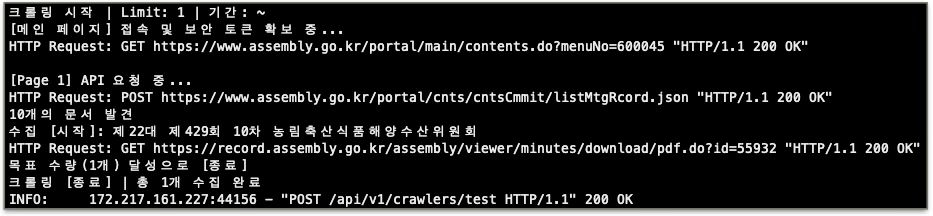 크롤링 시작 | Limit: 1 | 기간: ~
[메인 페이지] 접속 및 보안 토큰 확보 중...
HTTP Request: GET https://www.assembly.go.kr/portal/main/contents.do?menuNo=600045 "HTTP/1.1 200 OK"
[Page 1] API 요청 중...
HTTP Request: POST https://www.assembly.go.kr/portal/cnts/cntsCmmit/listMtgRcord.json "HTTP/1.1 200 OK"
10개의 문서 발견
수집 [시작]: 제22대 제429회 10차 농림축산식품해양수산위원회
HTTP Request: GET https://record.assembly.go.kr/assembly/viewer/minutes/download/pdf.do?id=55932 "HTTP/1.1 200 OK"
목표 수량(1개) 달성으로 [종료]
크롤링 [종료] | 총 1개 수집 완료
INFO:     172.217.161.227:44156 - "POST /api/v1/crawlers/test HTTP/1.1" 200 OK